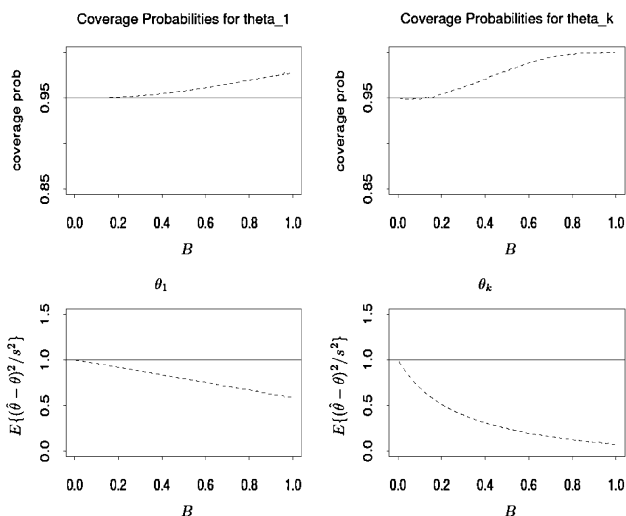 Coverage Probabilities for theta_1
coverage prob
0.95
0.85
0.0 0.2 0.4 0.6 0.8 1.0
B
Coverage Probabilities for theta_k
coverage prob
0.95
0.85
0.0 0.2 0.4 0.6 0.8 1.0
B
θ₁
E{(θ̂ − θ)²/s²}
1.5
1.0
0.5
0.0
0.0 0.2 0.4 0.6 0.8 1.0
B
θₖ
E{(θ̂ − θ)²/s²}
1.5
1.0
0.5
0.0
0.0 0.2 0.4 0.6 0.8 1.0
B